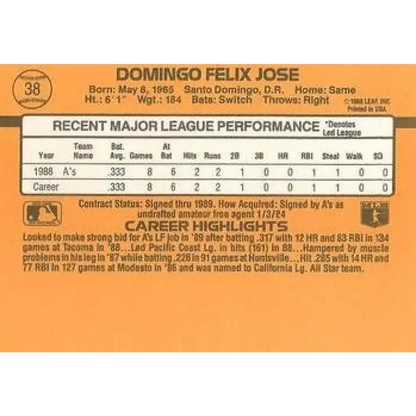 38
DOMINGO FELIX JOSE
Born: May 8, 1965 Santo Domingo, D.R. Home: Same
Ht.: 6'1" Wgt.: 184 Bats: Switch Throws: Right
© 1988 LEAF, INC.
Printed in USA
RECENT MAJOR LEAGUE PERFORMANCE *Denotes Led League
Year Team Name Bat. Avg. Games At Bat Hits Runs 2B 3B HR RBI Steal Walk SO
1988 A's .333 8 6 2 2 1 0 0 1 1 0 1
Career .333 8 6 2 2 1 0 0 1 1 0 1
Contract Status: Signed thru 1989. How Acquired: Signed by A's as
undrafted amateur free agent 1/3/84
CAREER HIGHLIGHTS
Looked to make strong bid for A's LF job in '89 after batting .317 with 12 HR and 83 RBI in 134
games at Tacoma in '88...Led Pacific Coast Lg. in hits (161) in 88...Hampered by muscle
problems in his leg in '87 while batting .226 in 91 games at Huntsville...Hit .285 with 14 HR and
77 RBI in 127 games at Modesto in '86 and was named to California Lg. All Star team.